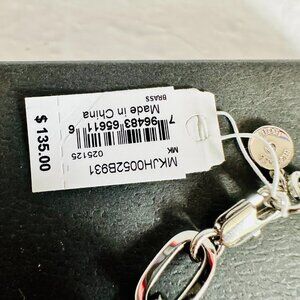 MKJH0052B931
MK
025125
7 96483 65611 6
Made in China
BRASS
$ 135.00